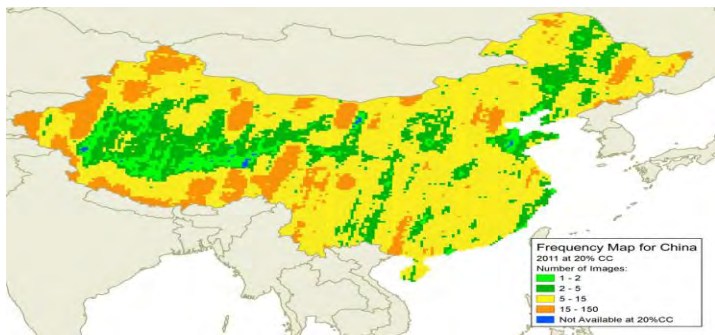 Frequency Map for China
2011 at 20% CC
Number of Images:
1 - 2
2 - 5
5 - 15
15 - 150
Not Available at 20%CC